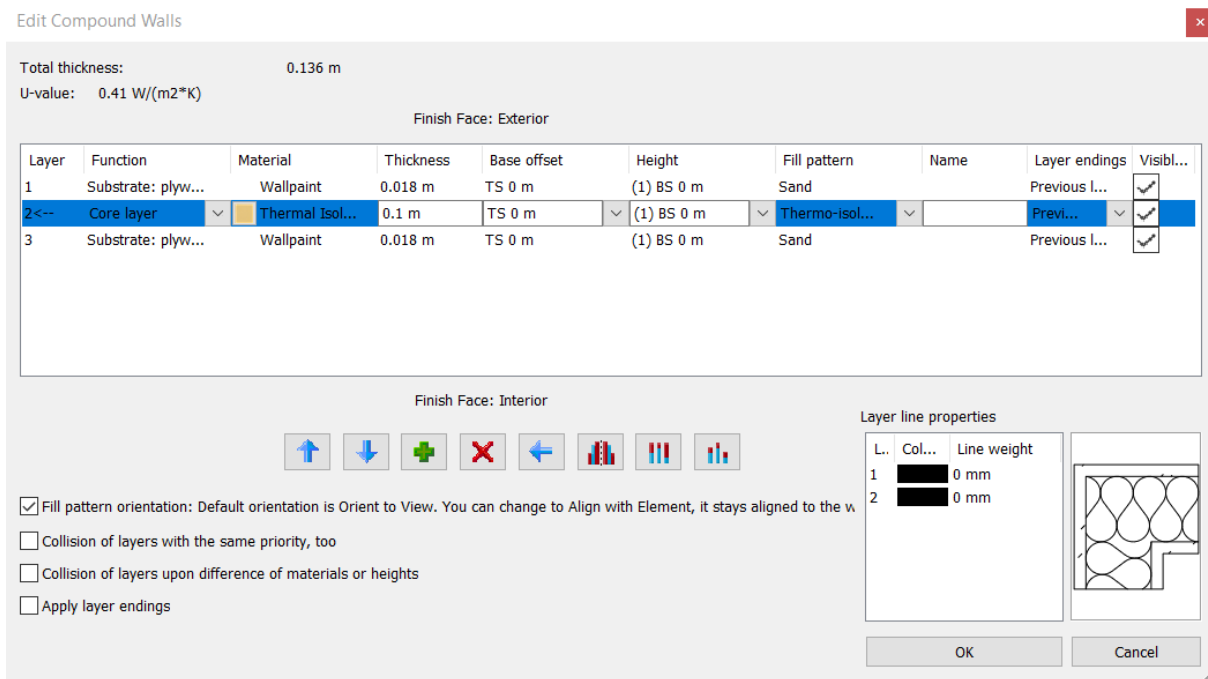 Edit Compound Walls
Total thickness: 0.136 m
U-value: 0.41 W/(m2*K)
Finish Face: Exterior
Layer Function Material Thickness Base offset Height Fill pattern Name Layer endings Visibl...
1 Substrate: plyw... Wallpaint 0.018 m TS 0 m (1) BS 0 m Sand Previous l...
2<-- Core layer Thermal Isol... 0.1 m TS 0 m (1) BS 0 m Thermo-isol... Previ...
3 Substrate: plyw... Wallpaint 0.018 m TS 0 m (1) BS 0 m Sand Previous l...
Finish Face: Interior
Layer line properties
L.. Col... Line weight
1 0 mm
2 0 mm
Fill pattern orientation: Default orientation is Orient to View. You can change to Align with Element, it stays aligned to the w
Collision of layers with the same priority, too
Collision of layers upon difference of materials or heights
Apply layer endings
OK Cancel